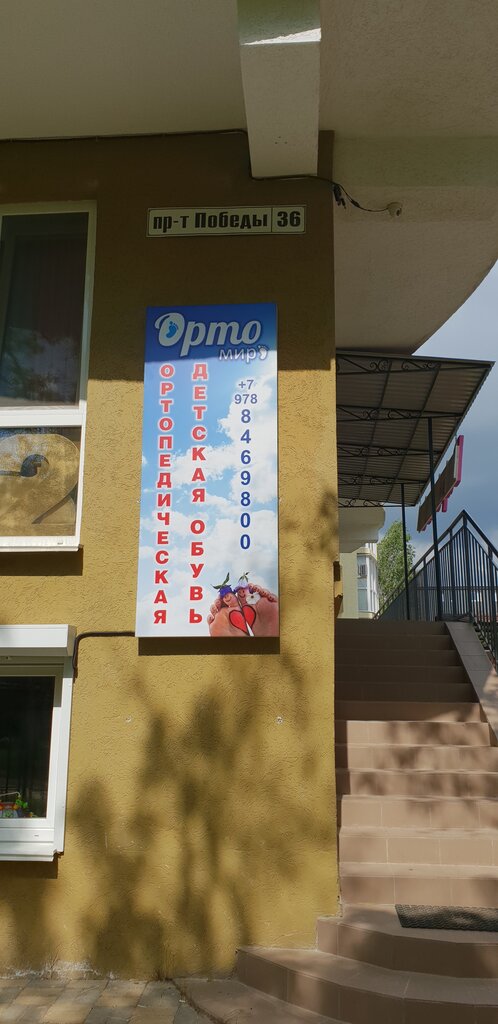 пр-т Победы 36
Орто
мир
ОРТОПЕДИЧЕСКАЯ
ДЕТСКАЯ ОБУВЬ
+7
978
8469800